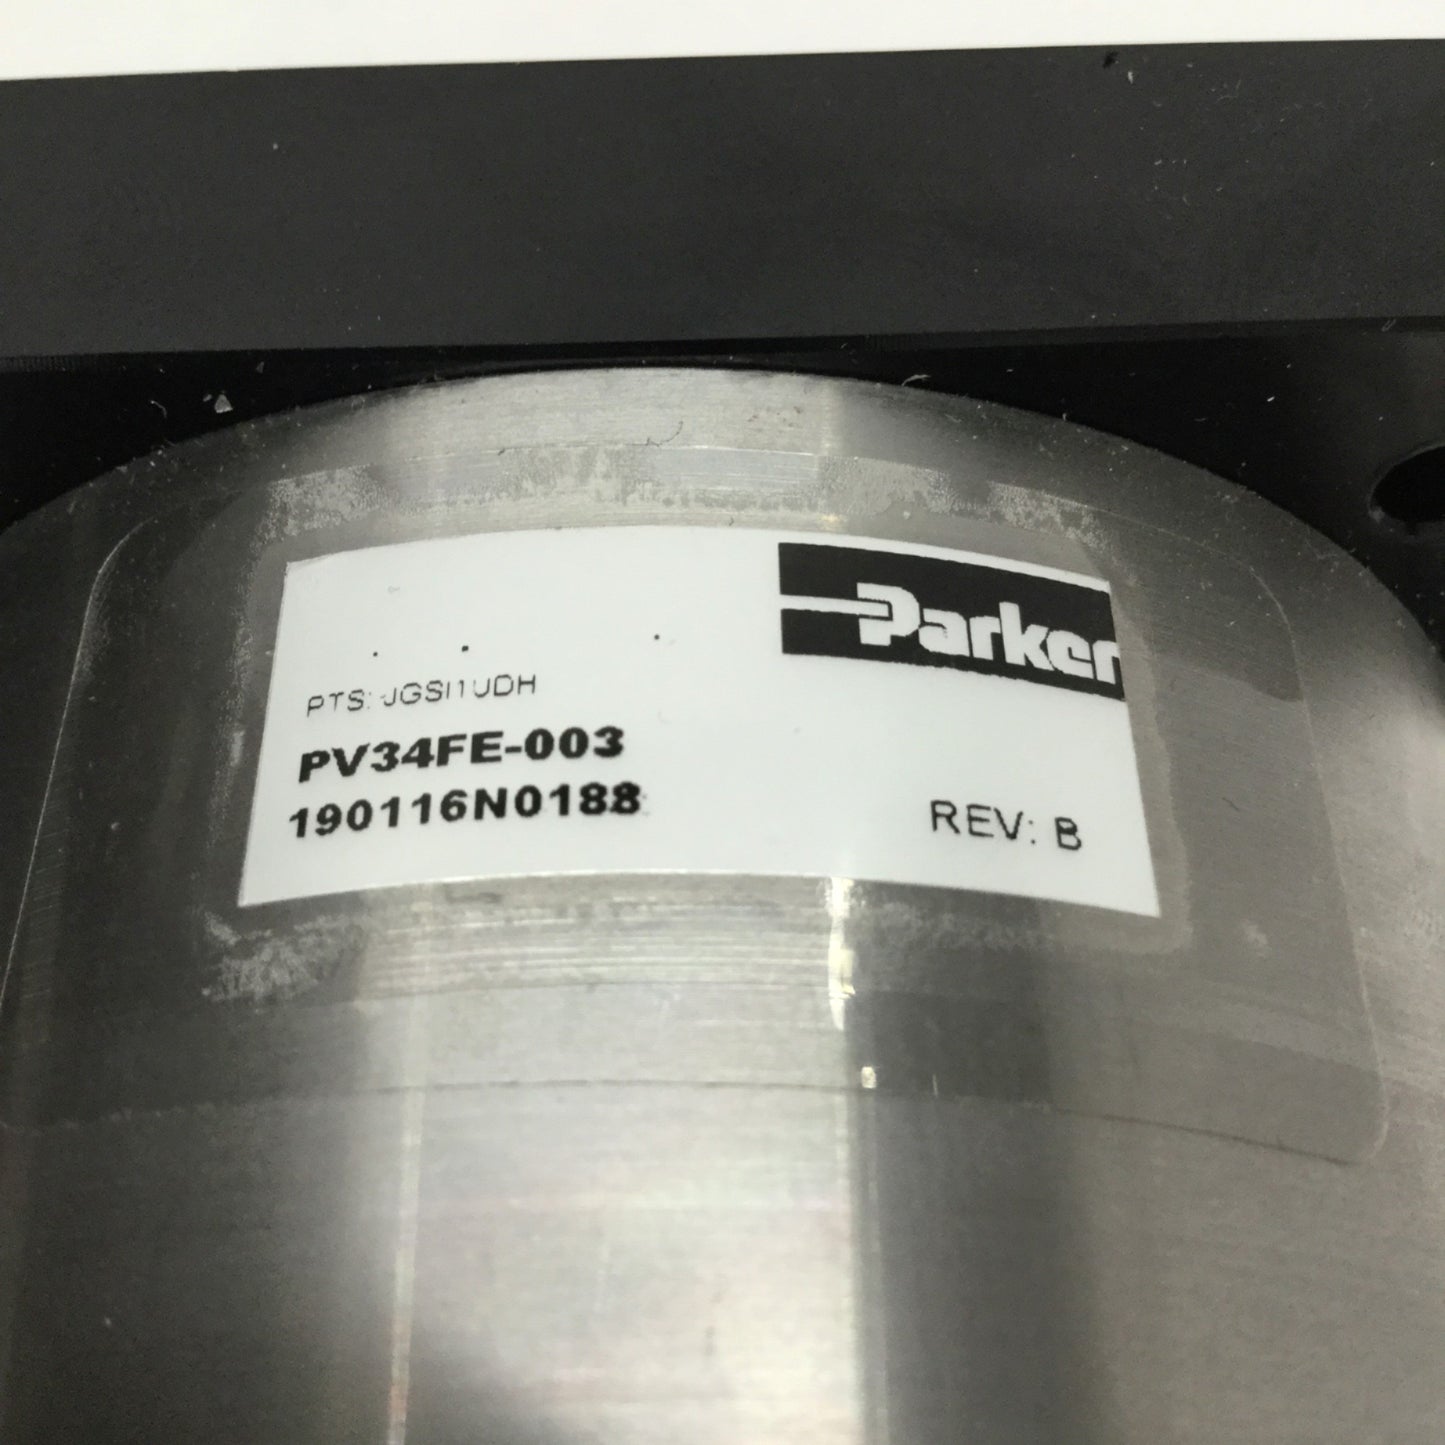 Parker
PTS: JGSI1UDH
PV34FE-003
190116N0188
REV: B